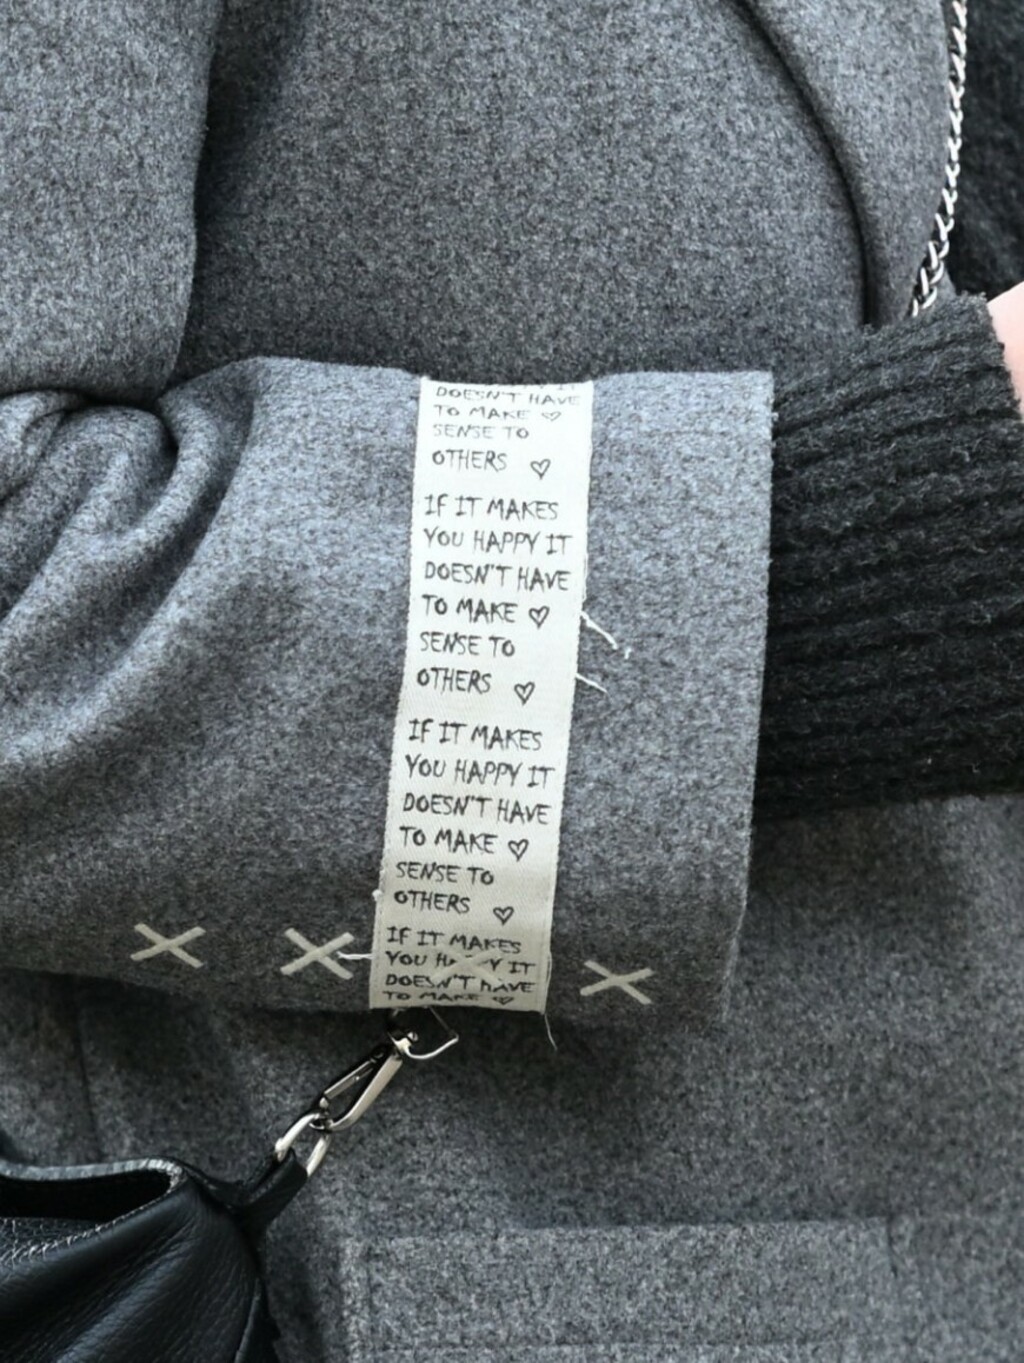 DOESN'T HAVE
TO MAKE ♡
SENSE TO
OTHERS ♡
IF IT MAKES
YOU HAPPY IT
DOESN'T HAVE
TO MAKE ♡
SENSE TO
OTHERS ♡
IF IT MAKES
YOU HAPPY IT
DOESN'T HAVE
TO MAKE ♡
SENSE TO
OTHERS ♡
IF IT MAKES
YOU HAPPY IT
DOESN'T HAVE
TO MAKE ♡